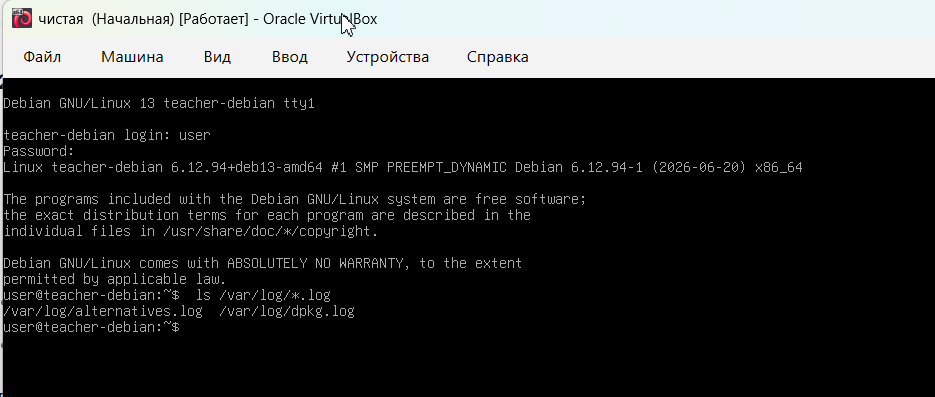 чистая (Начальная) [Работает] - Oracle VirtualBox
Файл Машина Вид Ввод Устройства Справка
Debian GNU/Linux 13 teacher-debian tty1
teacher-debian login: user
Password:
Linux teacher-debian 6.12.94+deb13-amd64 #1 SMP PREEMPT_DYNAMIC Debian 6.12.94-1 (2026-06-20) x86_64
The programs included with the Debian GNU/Linux system are free software;
the exact distribution terms for each program are described in the
individual files in /usr/share/doc/*/copyright.
Debian GNU/Linux comes with ABSOLUTELY NO WARRANTY, to the extent
permitted by applicable law.
user@teacher-debian:~$  ls /var/log/*.log
/var/log/alternatives.log  /var/log/dpkg.log
user@teacher-debian:~$